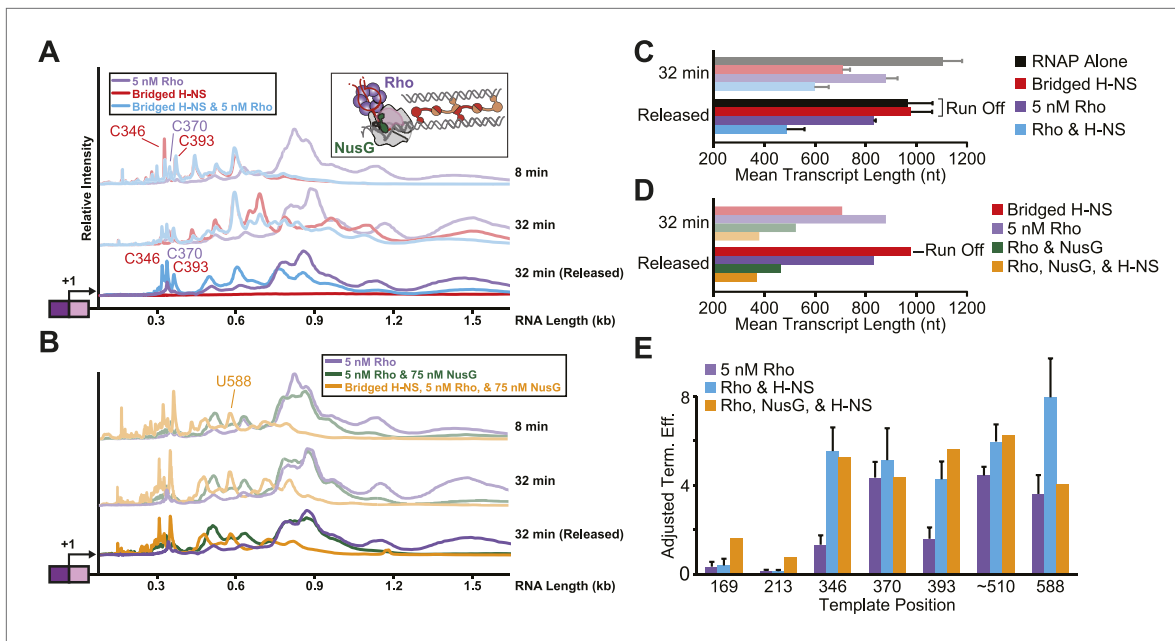 A
5 nM Rho
Bridged H-NS
Bridged H-NS & 5 nM Rho
Rho
NusG
C346
C370
C393
Relative Intensity
8 min
32 min
C346
C370
C393
32 min (Released)
+1
0.3
0.6
0.9
1.2
1.5
RNA Length (kb)
B
5 nM Rho
5 nM Rho & 75 nM NusG
Bridged H-NS, 5 nM Rho, & 75 nM NusG
U588
8 min
32 min
32 min (Released)
+1
0.3
0.6
0.9
1.2
1.5
RNA Length (kb)
C
32 min
Released
Run Off
RNAP Alone
Bridged H-NS
5 nM Rho
Rho & H-NS
200 400 600 800 1000 1200
Mean Transcript Length (nt)
D
32 min
Released
Run Off
Bridged H-NS
5 nM Rho
Rho & NusG
Rho, NusG, & H-NS
200 400 600 800 1000 1200
Mean Transcript Length (nt)
E
5 nM Rho
Rho & H-NS
Rho, NusG, & H-NS
Adjusted Term. Eff.
8
4
0
169 213 346 370 393 ~510 588
Template Position